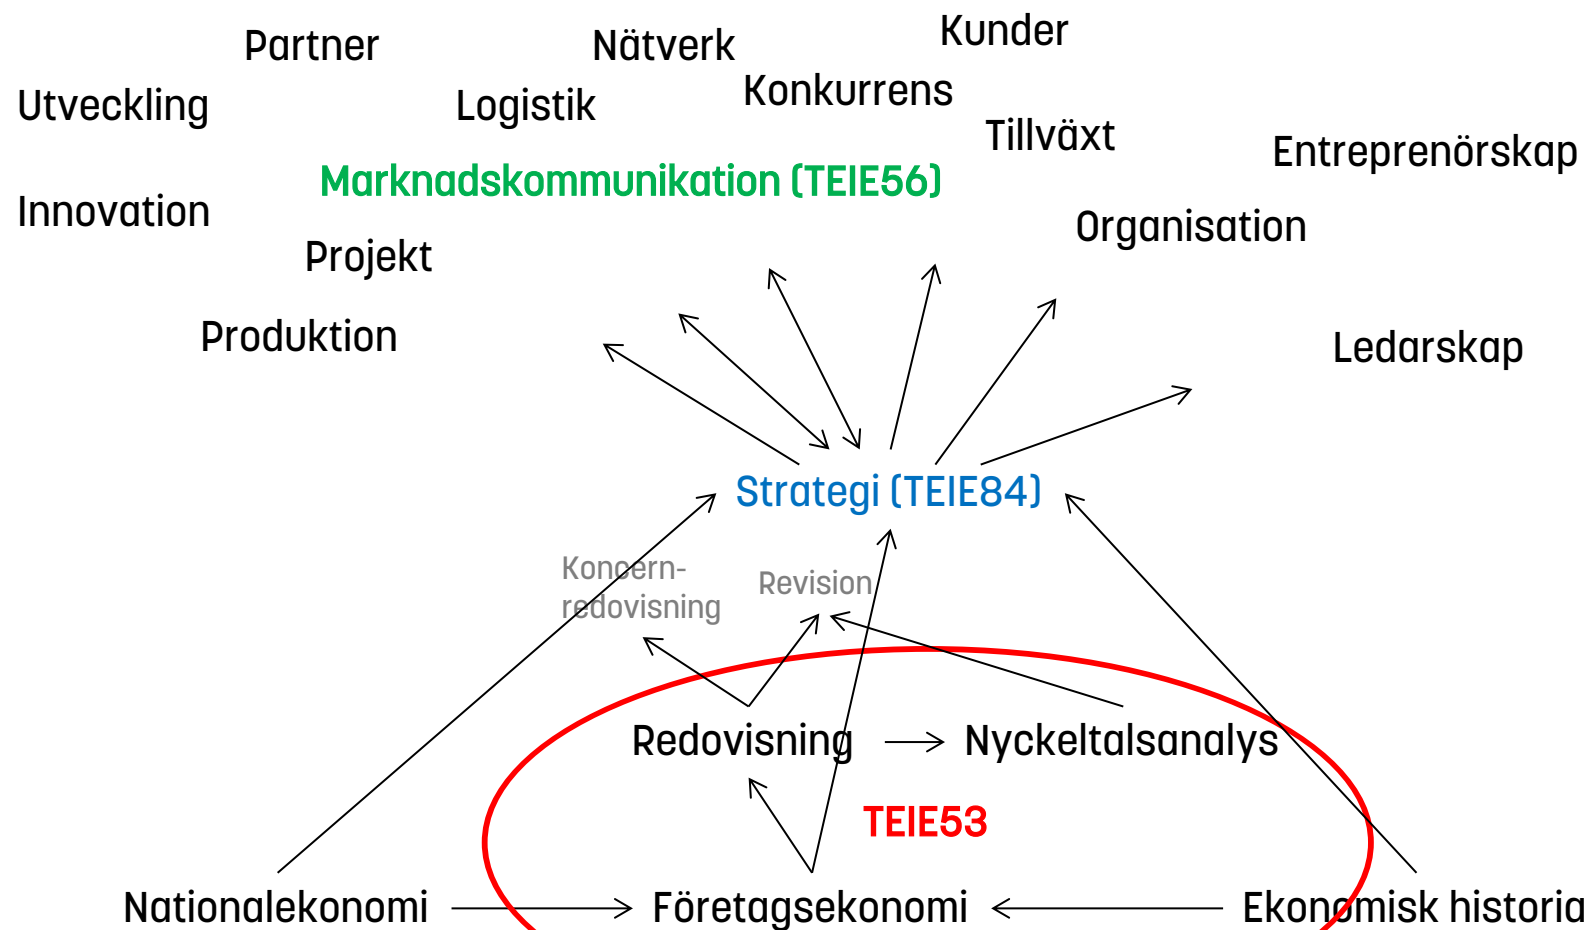 Partner
Nätverk
Kunder
Utveckling
Logistik
Konkurrens
Tillväxt
Entreprenörskap
Marknadskommunikation (TEIE56)
Innovation
Organisation
Projekt
Produktion
Ledarskap
Strategi (TEIE84)
Koncern-
redovisning
Revision
Redovisning
Nyckeltalsanalys
TEIE53
Nationalekonomi
Företagsekonomi
Ekonomisk historia